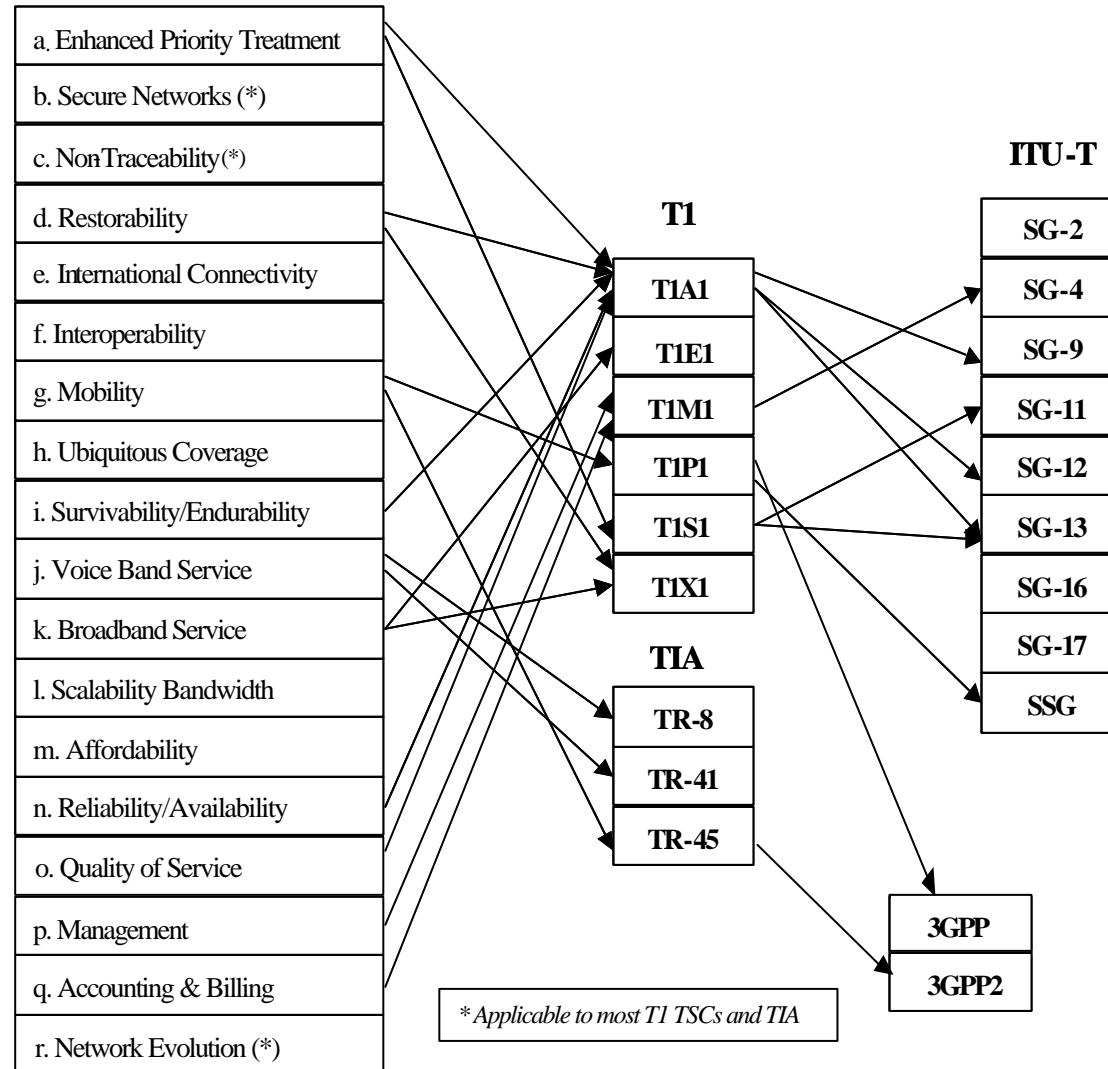 a. Enhanced Priority Treatment
b. Secure Networks (*)
c. Non-Traceability(*)
d. Restorability
e. International Connectivity
f. Interoperability
g. Mobility
h. Ubiquitous Coverage
i. Survivability/Endurability
j. Voice Band Service
k. Broadband Service
l. Scalability Bandwidth
m. Affordability
n. Reliability/Availability
o. Quality of Service
p. Management
q. Accounting & Billing
r. Network Evolution (*)
T1
T1A1
T1E1
T1M1
T1P1
T1S1
T1X1
TIA
TR-8
TR-41
TR-45
ITU-T
SG-2
SG-4
SG-9
SG-11
SG-12
SG-13
SG-16
SG-17
SSG
3GPP
3GPP2
* Applicable to most T1 TSCs and TIA